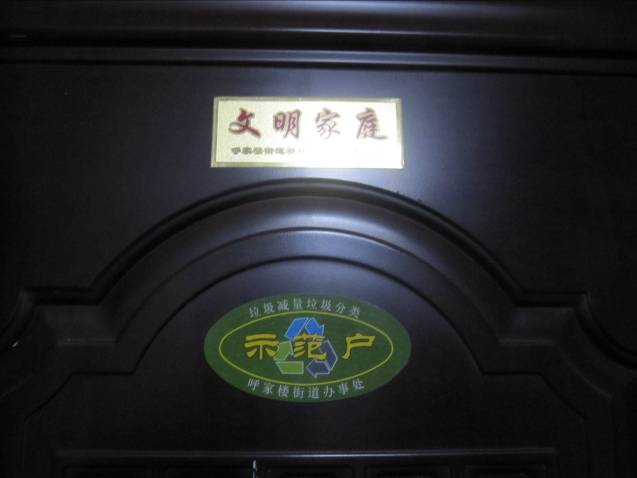 文明家庭
呼家楼街道
垃圾减量垃圾分类
示范户
呼家楼街道办事处